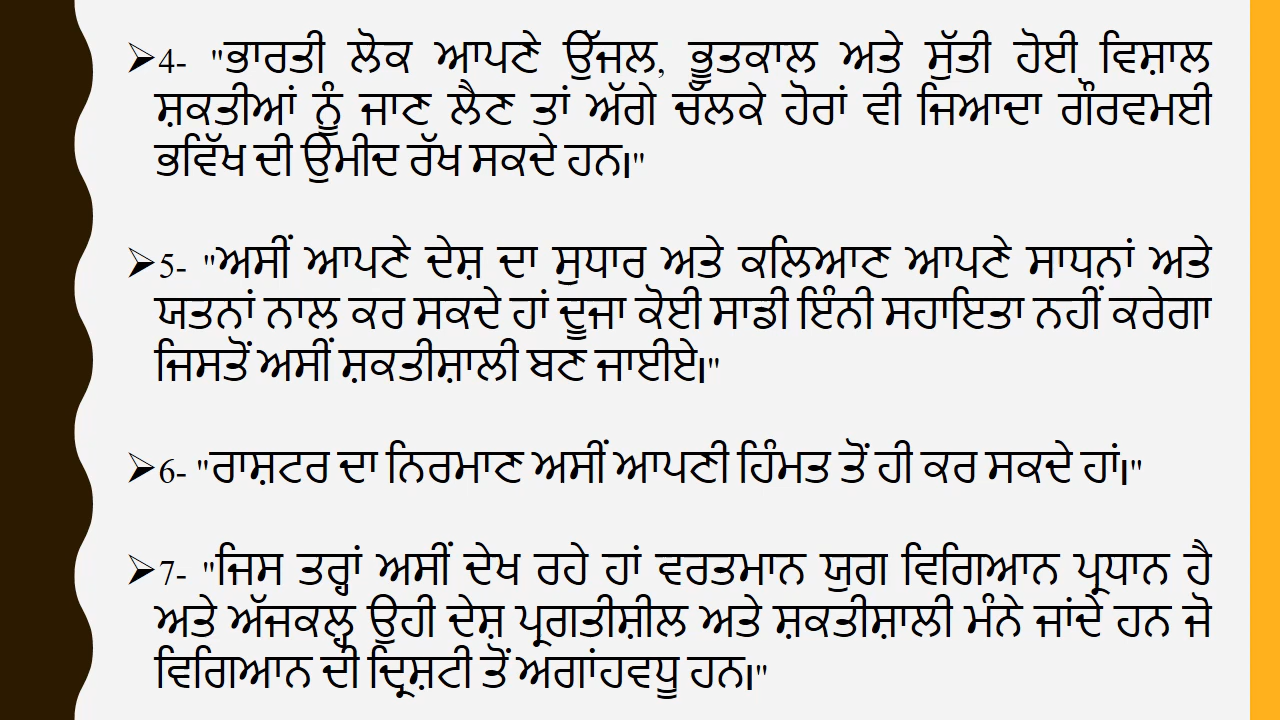 ➢4- "ਭਾਰਤੀ ਲੋਕ ਆਪਣੇ ਉੱਜਲ, ਭੂਤਕਾਲ ਅਤੇ ਸੁੱਤੀ ਹੋਈ ਵਿਸ਼ਾਲ
ਸ਼ਕਤੀਆਂ ਨੂੰ ਜਾਣ ਲੈਣ ਤਾਂ ਅੱਗੇ ਚੱਲਕੇ ਹੋਰਾਂ ਵੀ ਜਿਆਦਾ ਗੌਰਵਮਈ
ਭਵਿੱਖ ਦੀ ਉਮੀਦ ਰੱਖ ਸਕਦੇ ਹਨ।"
➢5- "ਅਸੀਂ ਆਪਣੇ ਦੇਸ਼ ਦਾ ਸੁਧਾਰ ਅਤੇ ਕਲਿਆਣ ਆਪਣੇ ਸਾਧਨਾਂ ਅਤੇ
ਯਤਨਾਂ ਨਾਲ ਕਰ ਸਕਦੇ ਹਾਂ ਦੂਜਾ ਕੋਈ ਸਾਡੀ ਇੰਨੀ ਸਹਾਇਤਾ ਨਹੀਂ ਕਰੇਗਾ
ਜਿਸਤੋਂ ਅਸੀਂ ਸ਼ਕਤੀਸ਼ਾਲੀ ਬਣ ਜਾਈਏ।"
➢6- "ਰਾਸ਼ਟਰ ਦਾ ਨਿਰਮਾਣ ਅਸੀਂ ਆਪਣੀ ਹਿੰਮਤ ਤੋਂ ਹੀ ਕਰ ਸਕਦੇ ਹਾਂ।"
➢7- "ਜਿਸ ਤਰ੍ਹਾਂ ਅਸੀਂ ਦੇਖ ਰਹੇ ਹਾਂ ਵਰਤਮਾਨ ਯੁਗ ਵਿਗਿਆਨ ਪ੍ਰਧਾਨ ਹੈ
ਅਤੇ ਅੱਜਕਲ੍ਹ ਉਹੀ ਦੇਸ਼ ਪ੍ਰਗਤੀਸ਼ੀਲ ਅਤੇ ਸ਼ਕਤੀਸ਼ਾਲੀ ਮੰਨੇ ਜਾਂਦੇ ਹਨ ਜੋ
ਵਿਗਿਆਨ ਦੀ ਦ੍ਰਿਸ਼ਟੀ ਤੋਂ ਅਗਾਂਹਵਧੂ ਹਨ।"